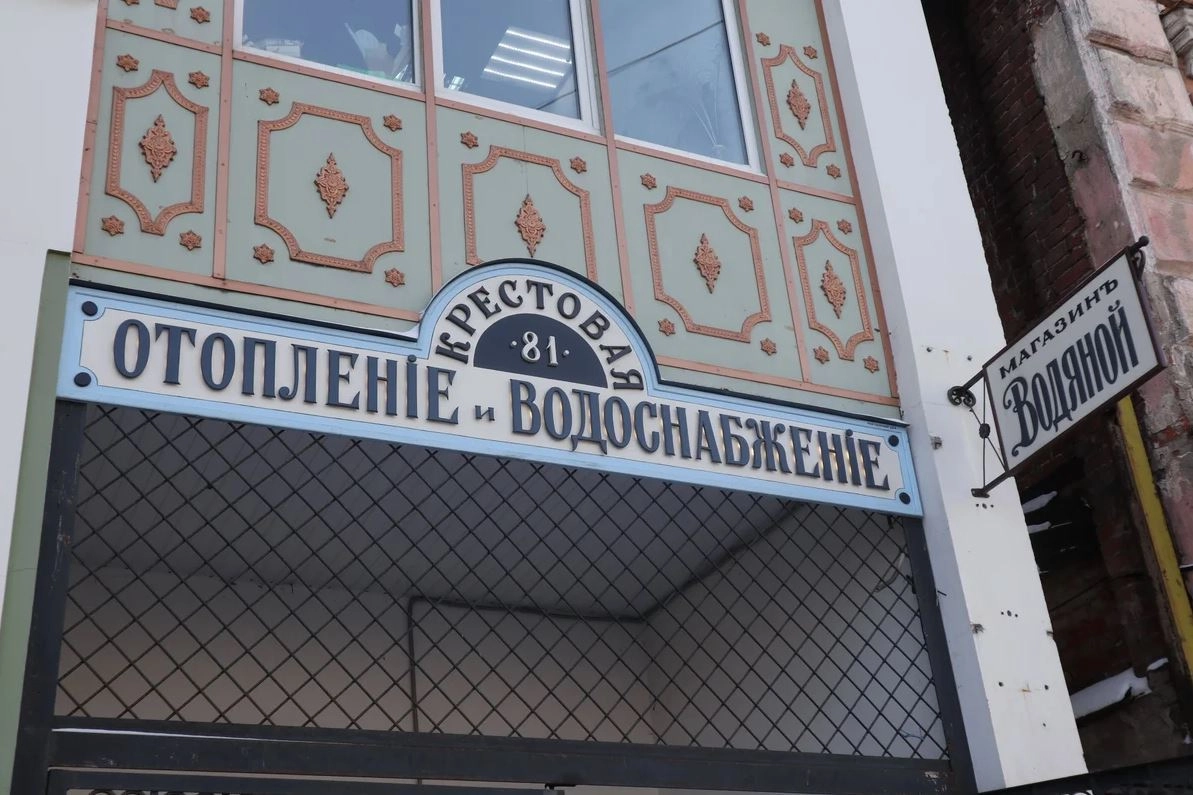 КРЕСТОВАЯ
·81·
ОТОПЛЕНІЕ и ВОДОСНАБЖЕНІЕ
МАГАЗИНЪ
ВОДЯНОЙ